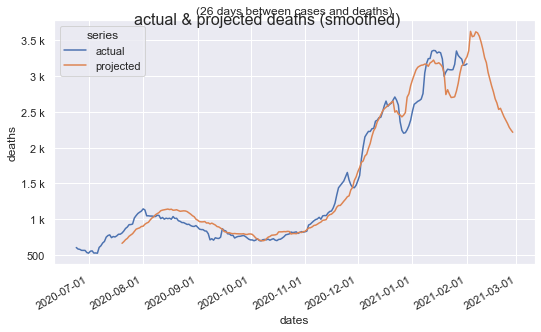 (26 days between cases and deaths)
actual & projected deaths (smoothed)
series
actual
projected
3.5 k
3 k
2.5 k
2 k
1.5 k
1 k
500
deaths
2020-07-01
2020-08-01
2020-09-01
2020-10-01
2020-11-01
2020-12-01
2021-01-01
2021-02-01
2021-03-01
dates